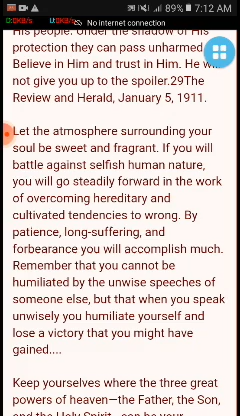 89% 7:12 AM
0:0KB/s U:0KB/s No internet connection
His people. Under the shadow of His
protection they can pass unharmed.
Believe in Him and trust in Him. He wi
not give you up to the spoiler.29The
Review and Herald, January 5, 1911.
Let the atmosphere surrounding your
soul be sweet and fragrant. If you will
battle against selfish human nature,
you will go steadily forward in the work
of overcoming hereditary and
cultivated tendencies to wrong. By
patience, long-suffering, and
forbearance you will accomplish much.
Remember that you cannot be
humiliated by the unwise speeches of
someone else, but that when you speak
unwisely you humiliate yourself and
lose a victory that you might have
gained....
Keep yourselves where the three great
powers of heaven—the Father, the Son,
and the Holy Spirit—can be your